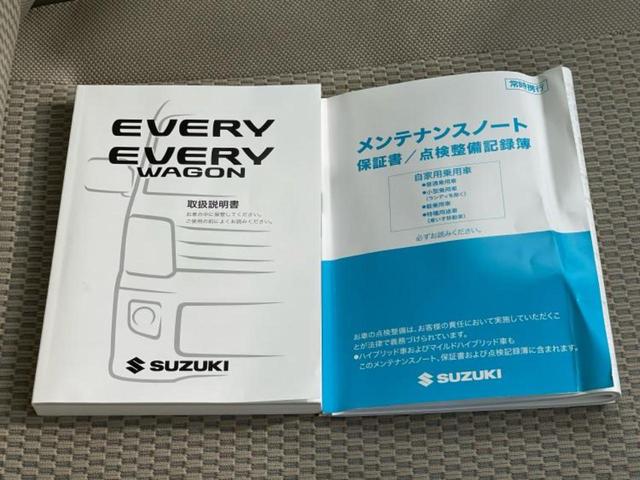 EVERY
EVERY
WAGON
取扱説明書
お車の中に保管してください。
ご使用の前によくお読みください。
SUZUKI
常時携行
メンテナンスノート
保証書/点検整備記録簿
自家用乗用車
●普通乗用車
●小型乗用車
(ランディを除く)
●軽乗用車
●特種用途車
(車いす移動車)
必ずお読みください。
お車の点検整備は、お客様の責任において実施していただくこ
とが法律で義務づけられています。
●ハイブリッド車およびマイルドハイブリッド車も
このメンテナンスノート、保証書および点検記録簿に含まれます。
SUZUKI